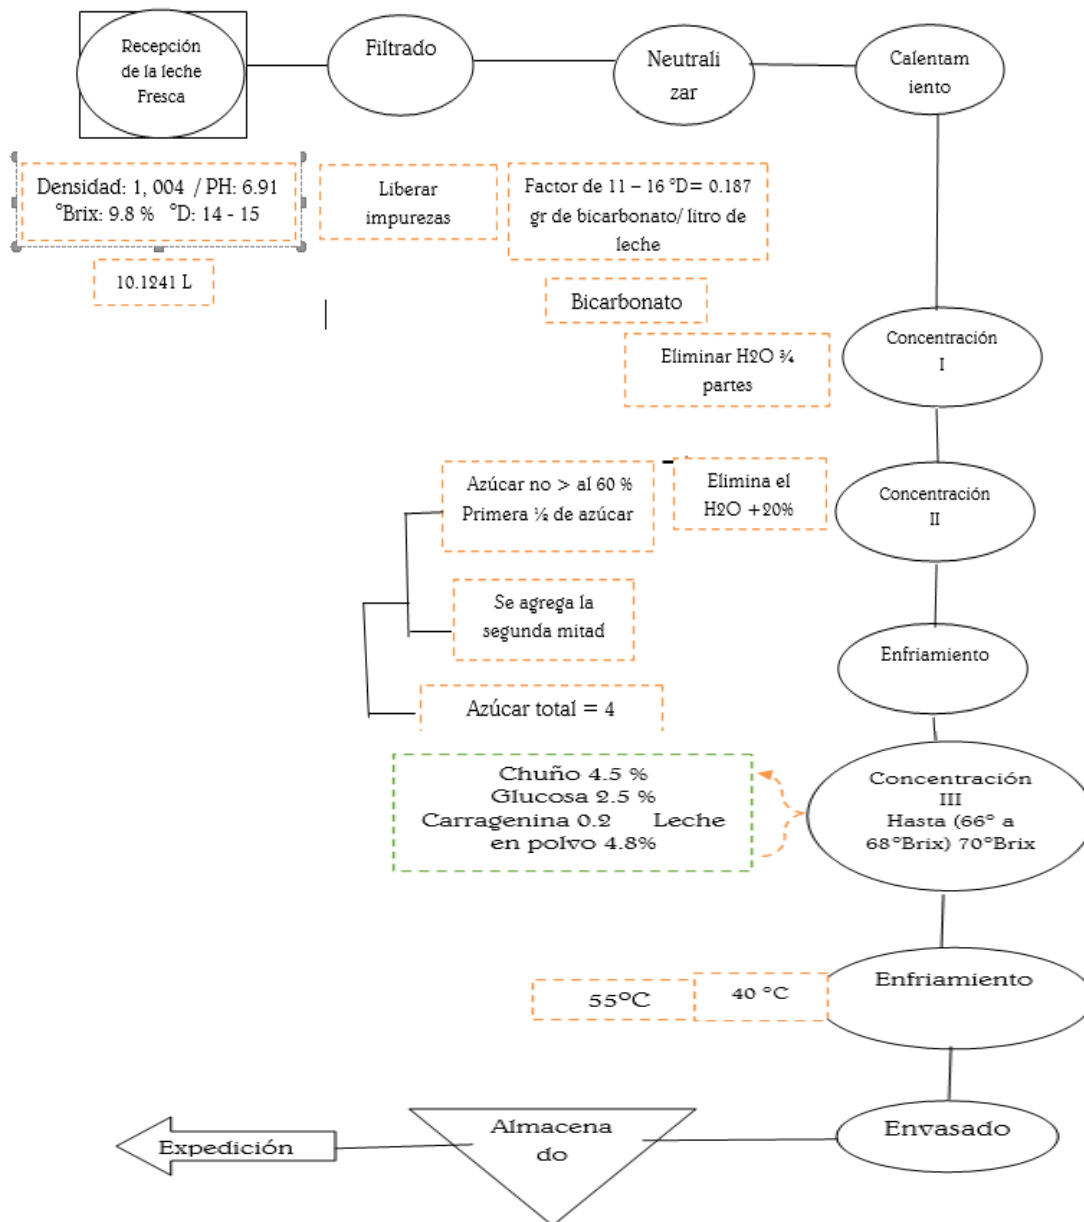 Recepción
de la leche
Fresca
Filtrado
Neutrali
zar
Calentam
iento
Densidad: 1, 004 / PH: 6.91
°Brix: 9.8 % °D: 14 - 15
Liberar
impurezas
Factor de 11 – 16 °D= 0.187
gr de bicarbonato/ litro de
leche
10.1241 L
Bicarbonato
Eliminar H2O ¾
partes
Concentración
I
Azúcar no > al 60 %
Primera ½ de azúcar
Elimina el
H2O +20%
Concentración
II
Se agrega la
segunda mitad
Enfriamiento
Azúcar total = 4
Chuño 4.5 %
Glucosa 2.5 %
Carragenina 0.2 Leche
en polvo 4.8%
Concentración
III
Hasta (66° a
68°Brix) 70°Brix
55°C
40 °C
Enfriamiento
Envasado
Almacena
do
Expedición